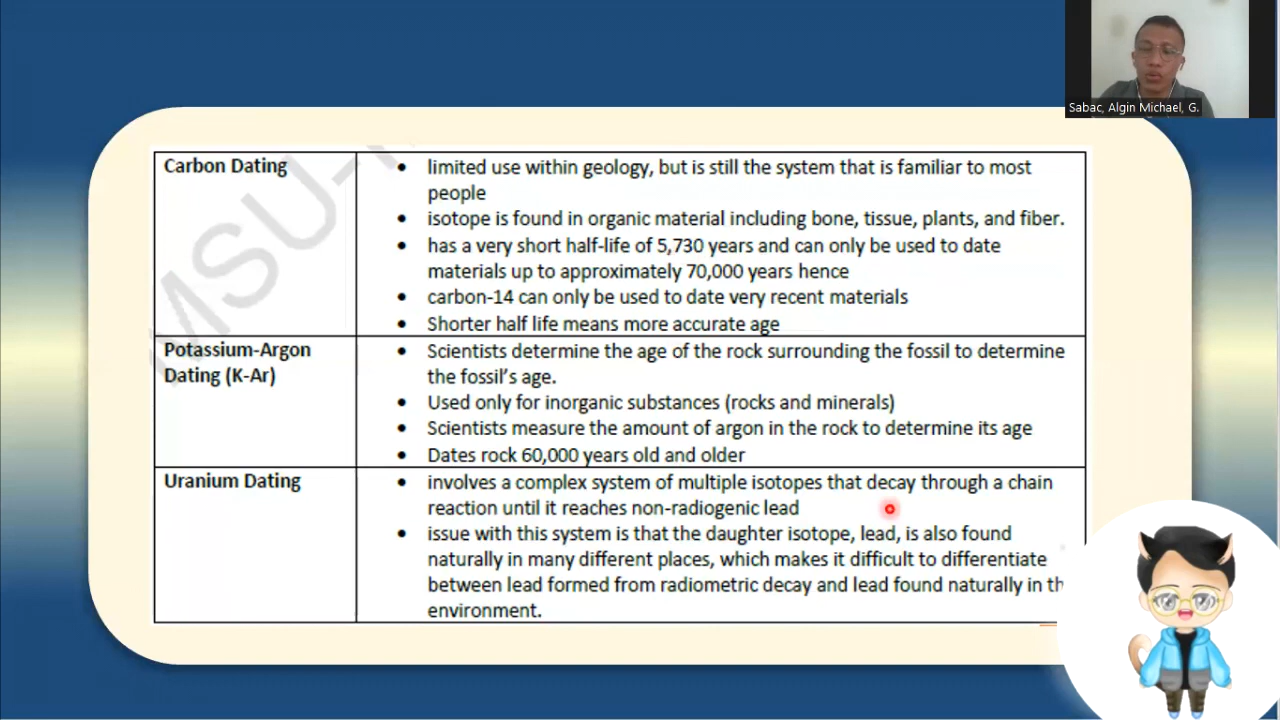 Sabac, Algin Michael, G.
MSU-
Carbon Dating
• limited use within geology, but is still the system that is familiar to most
people
• isotope is found in organic material including bone, tissue, plants, and fiber.
• has a very short half-life of 5,730 years and can only be used to date
materials up to approximately 70,000 years hence
• carbon-14 can only be used to date very recent materials
• Shorter half life means more accurate age
Potassium-Argon
Dating (K-Ar)
• Scientists determine the age of the rock surrounding the fossil to determine
the fossil's age.
• Used only for inorganic substances (rocks and minerals)
• Scientists measure the amount of argon in the rock to determine its age
• Dates rock 60,000 years old and older
Uranium Dating
• involves a complex system of multiple isotopes that decay through a chain
reaction until it reaches non-radiogenic lead
• issue with this system is that the daughter isotope, lead, is also found
naturally in many different places, which makes it difficult to differentiate
between lead formed from radiometric decay and lead found naturally in th
environment.